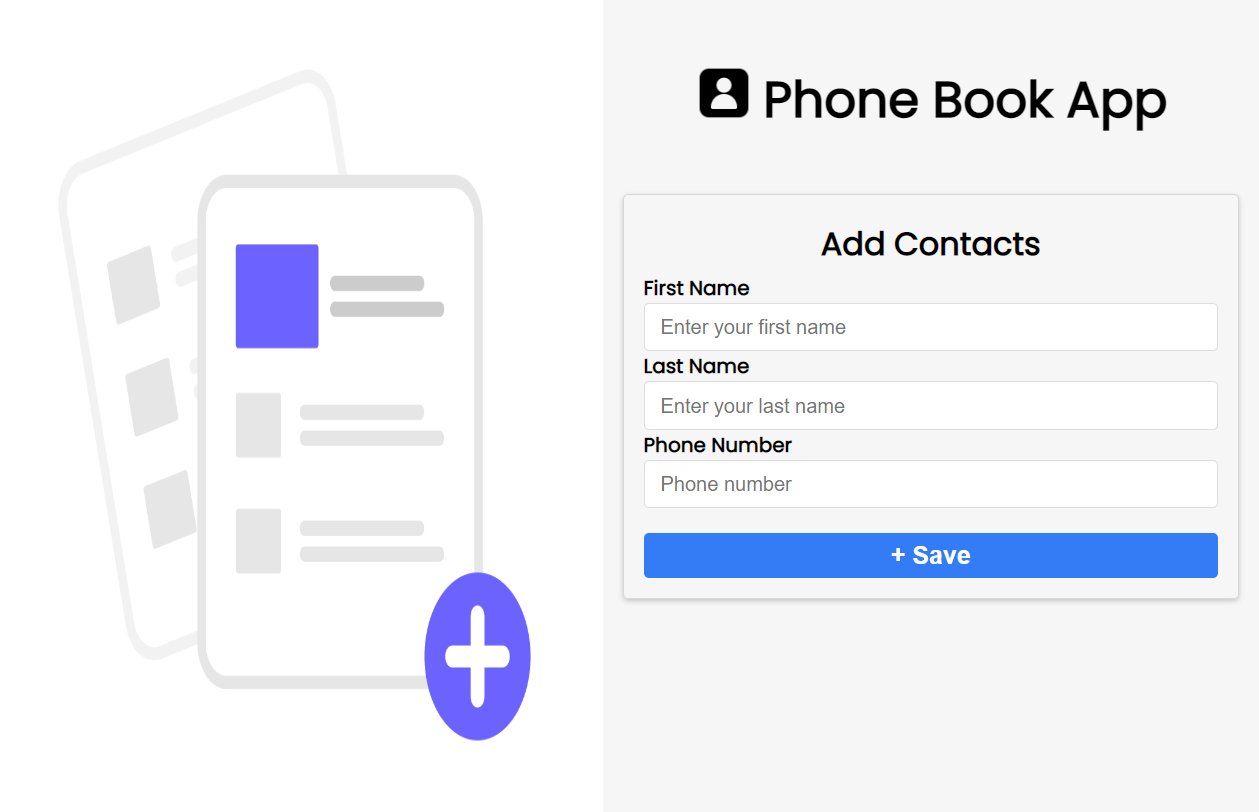 Phone Book App
Add Contacts
First Name
Enter your first name
Last Name
Enter your last name
Phone Number
Phone number
+ Save